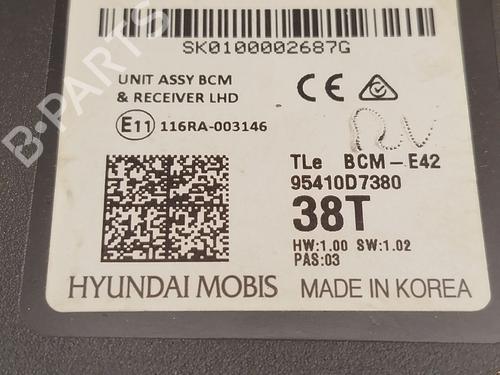 SK0100002687G
UNIT ASSY BCM
& RECEIVER LHD
CE
E11 116RA-003146
TLe BCM-E42
95410D7380
38T
HW:1.00 SW:1.02
PAS:03
HYUNDAI MOBIS MADE IN KOREA
B-PARTS